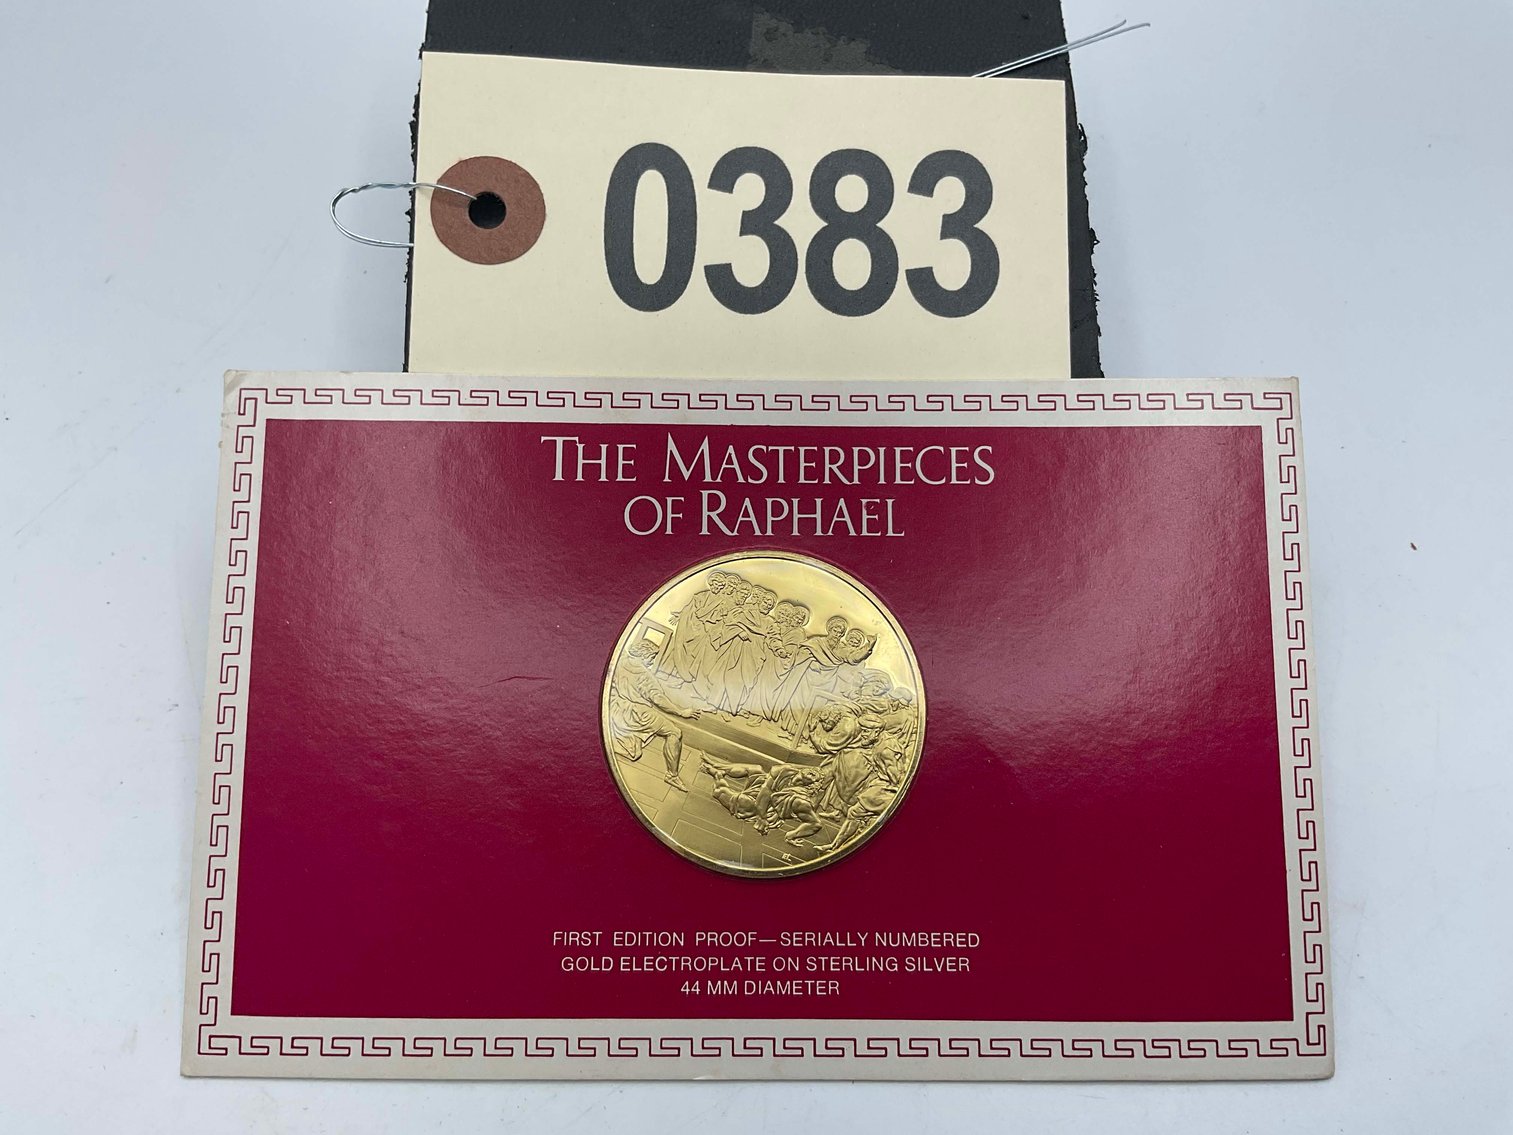 0383
THE MASTERPIECES
OF RAPHAEL
FIRST EDITION PROOF—SERIALLY NUMBERED
GOLD ELECTROPLATE ON STERLING SILVER
44 MM DIAMETER